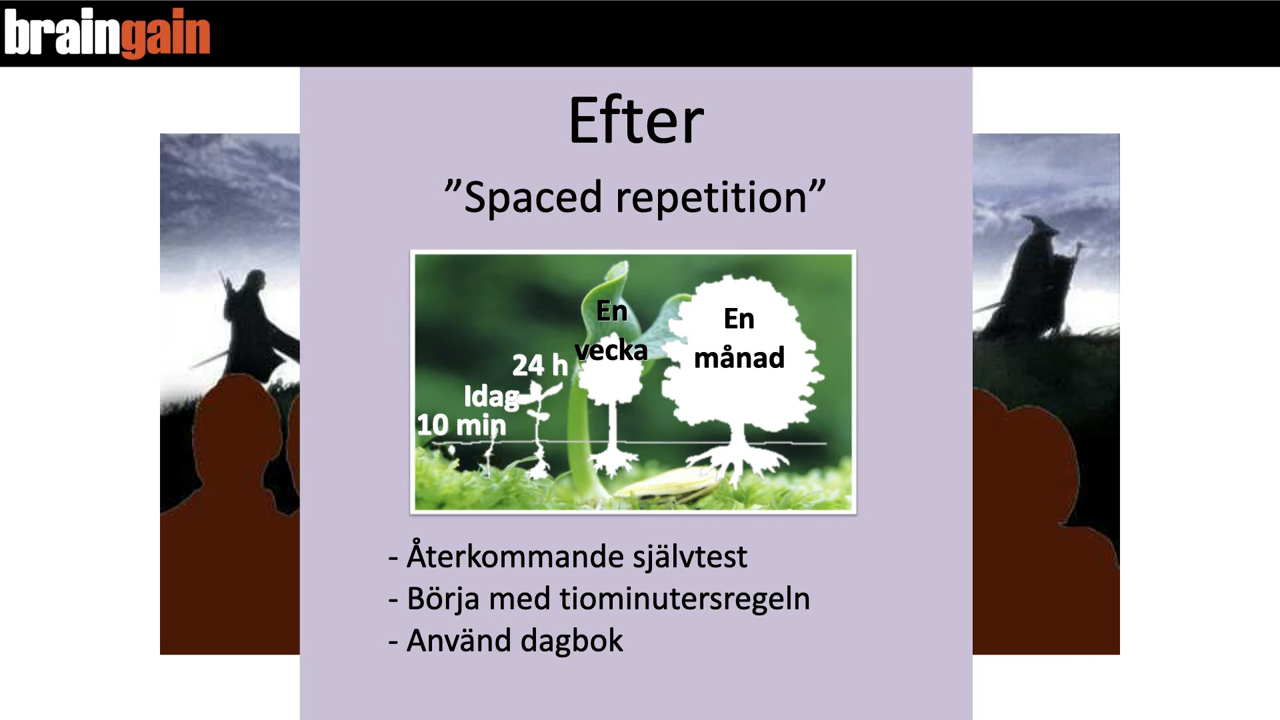 braingain
Efter
”Spaced repetition”
En
vecka
En
månad
24 h
Idag
10 min
- Återkommande självtest
- Börja med tiominutersregeln
- Använd dagbok